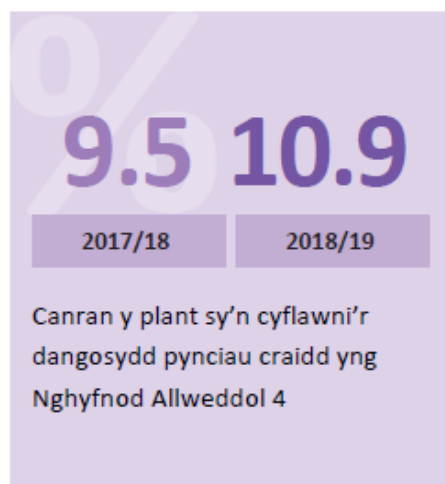 %
9.5 10.9
2017/18 2018/19
Canran y plant sy'n cyflawni'r
dangosydd pynciau craidd yng
Nghyfnod Allweddol 4